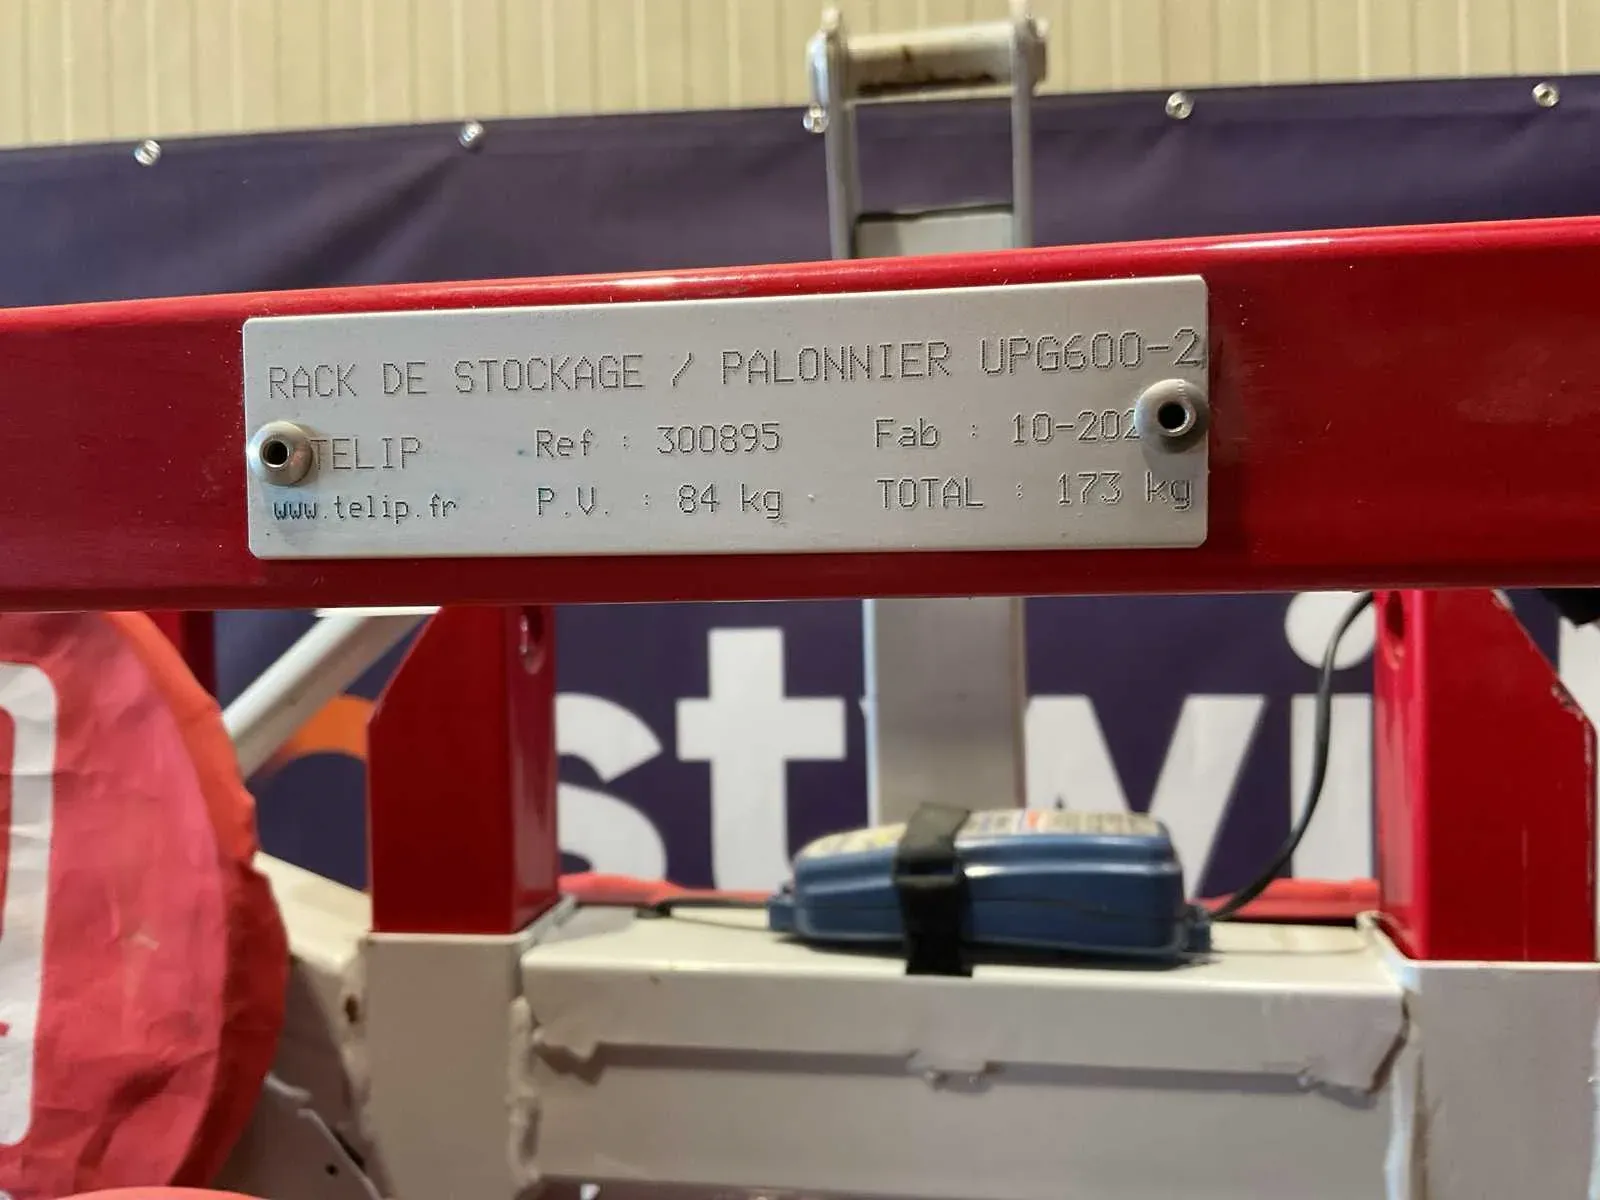 RACK DE STOCKAGE / PALONNIER UPG600-2
TELIP Ref : 300895 Fab : 10-202
www.telip.fr P.V. : 84 kg TOTAL : 173 kg